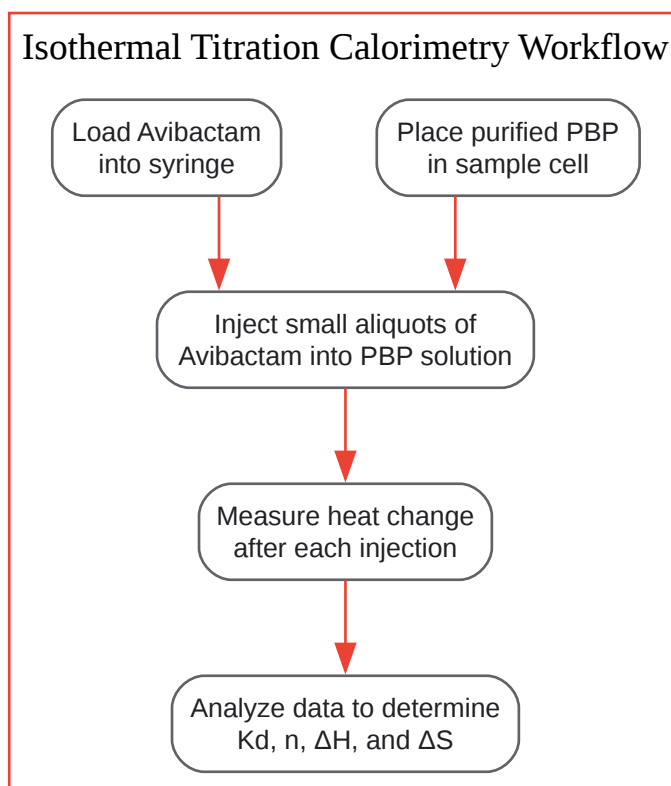 Isothermal Titration Calorimetry Workflow
Load Avibactam
into syringe
Place purified PBP
in sample cell
Inject small aliquots of
Avibactam into PBP solution
Measure heat change
after each injection
Analyze data to determine
Kd, n, ΔH, and ΔS